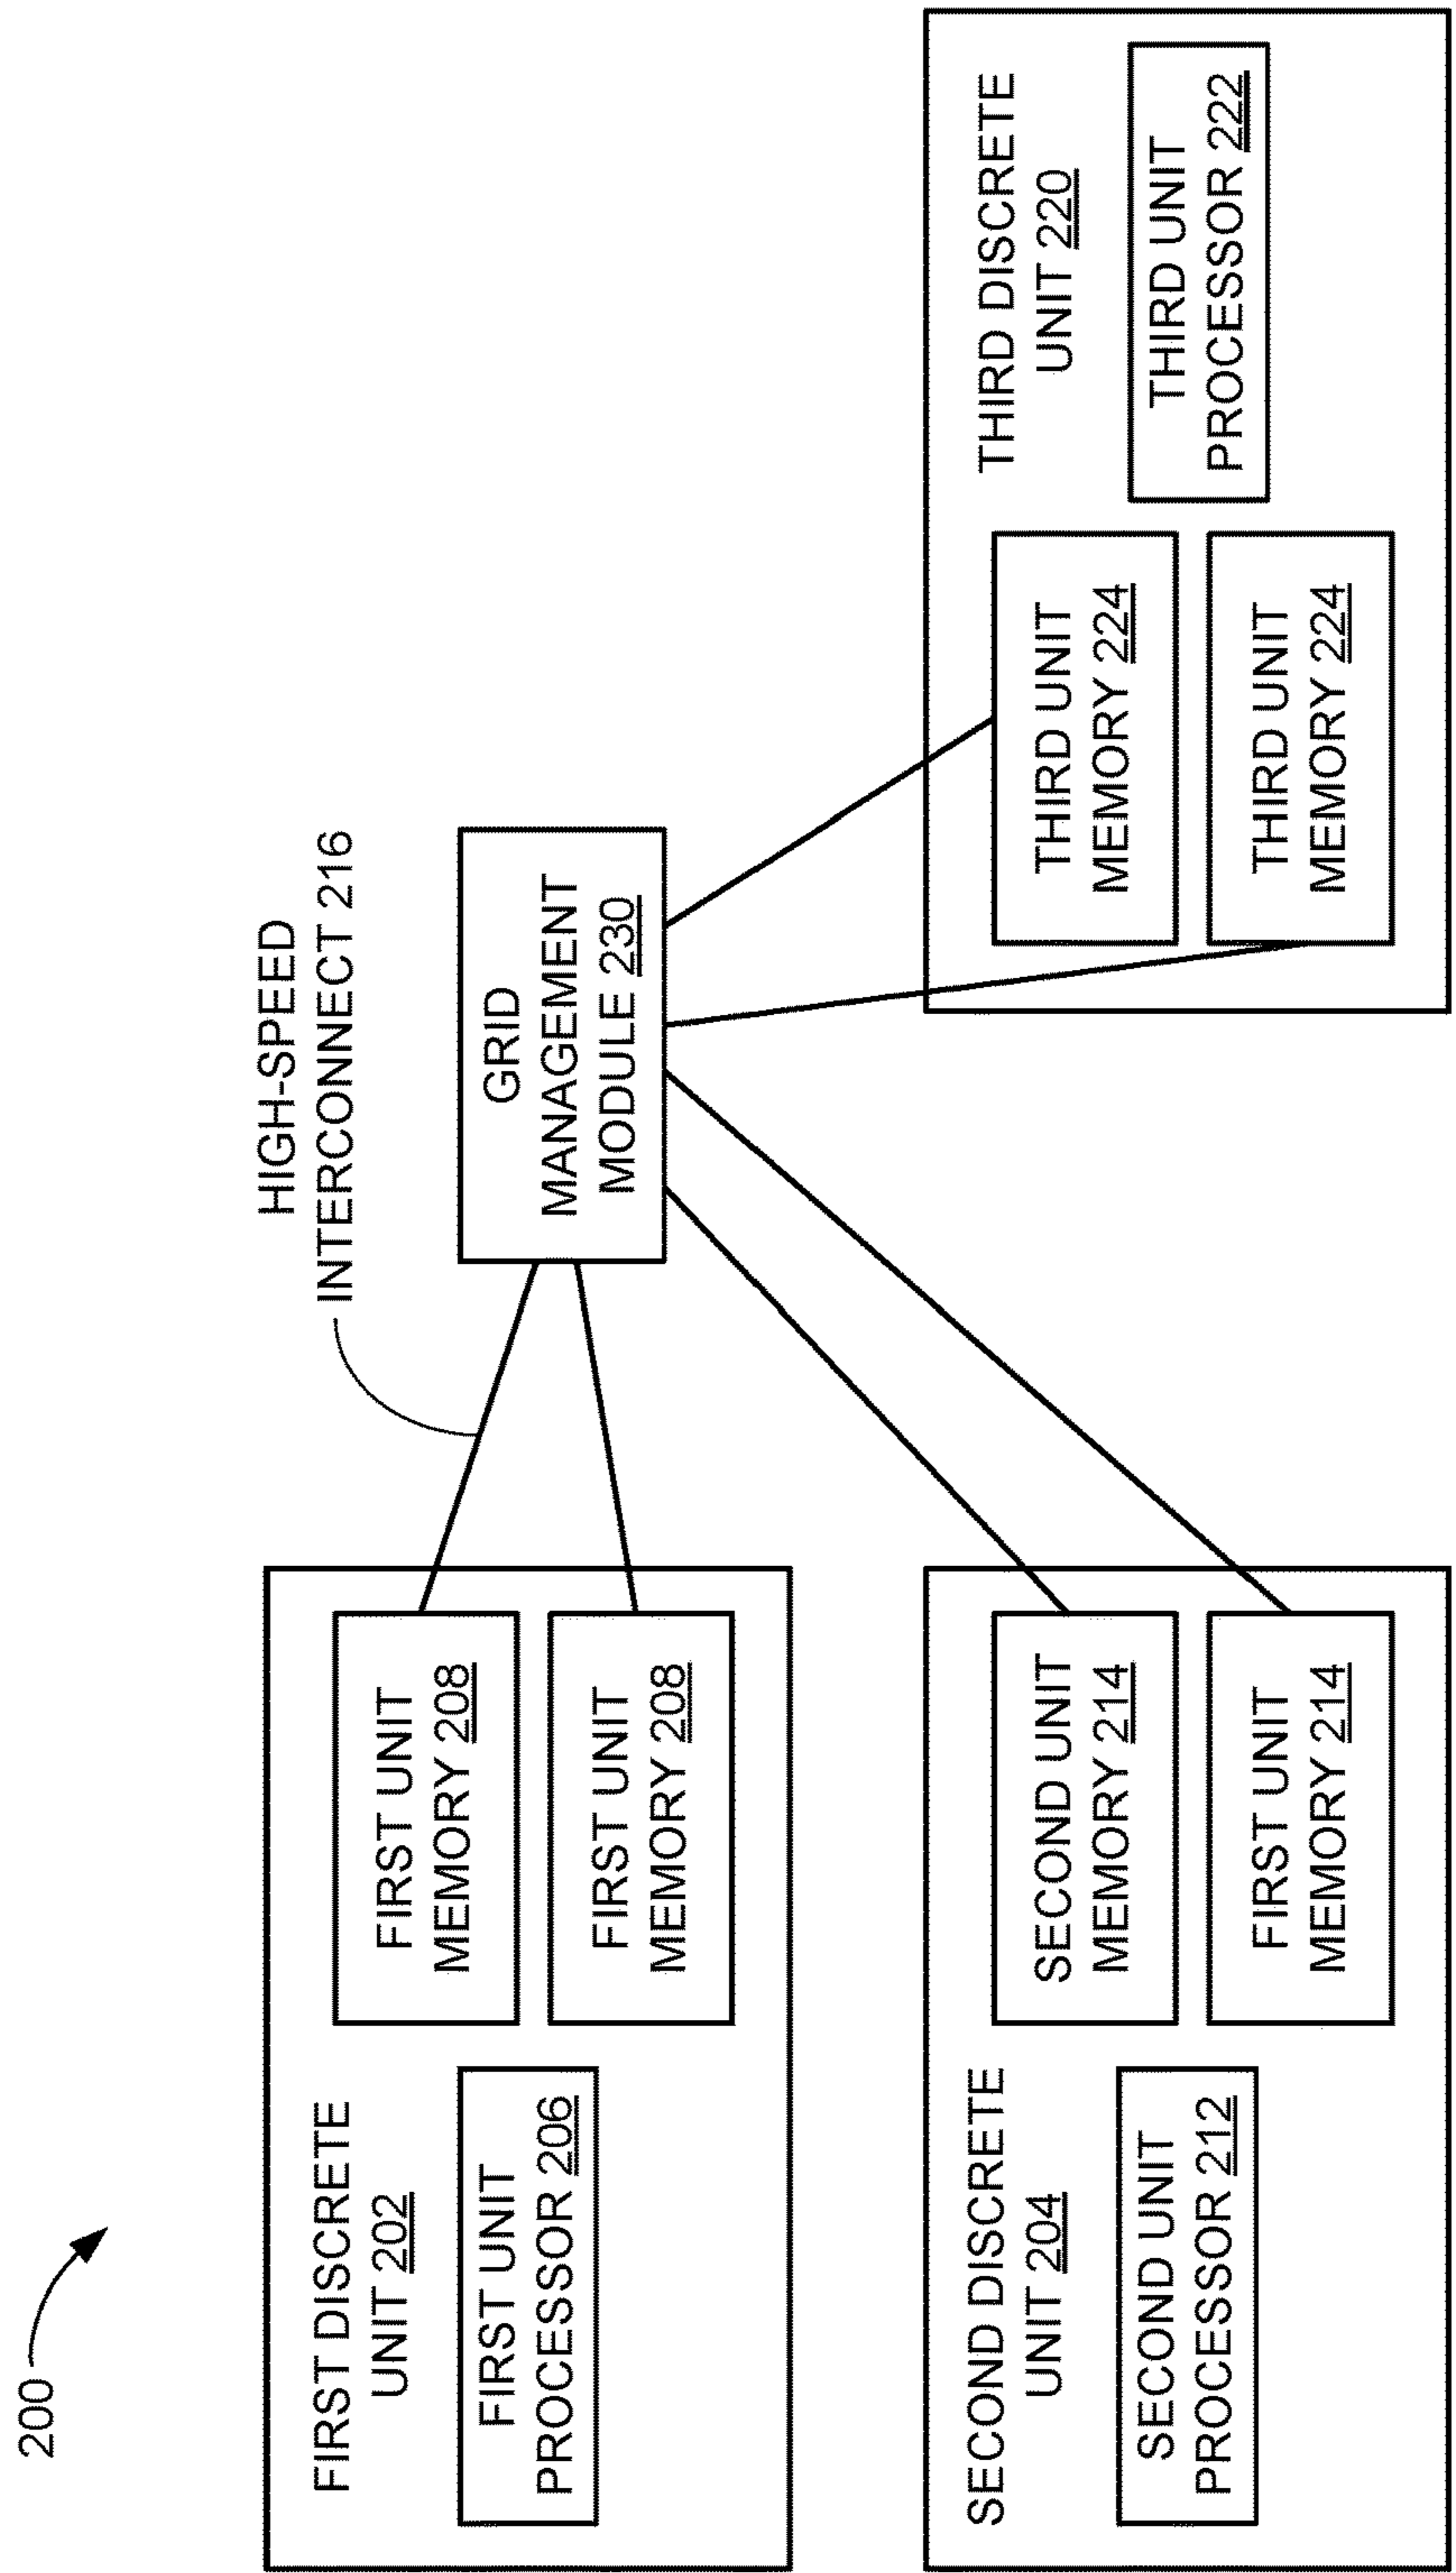 200
HIGH-SPEED
INTERCONNECT 216
FIRST DISCRETE
UNIT 202
FIRST UNIT
PROCESSOR 206
FIRST UNIT
MEMORY 208
FIRST UNIT
MEMORY 208
GRID
MANAGEMENT
MODULE 230
SECOND DISCRETE
UNIT 204
SECOND UNIT
PROCESSOR 212
SECOND UNIT
MEMORY 214
FIRST UNIT
MEMORY 214
THIRD DISCRETE
UNIT 220
THIRD UNIT
MEMORY 224
THIRD UNIT
MEMORY 224
THIRD UNIT
PROCESSOR 222